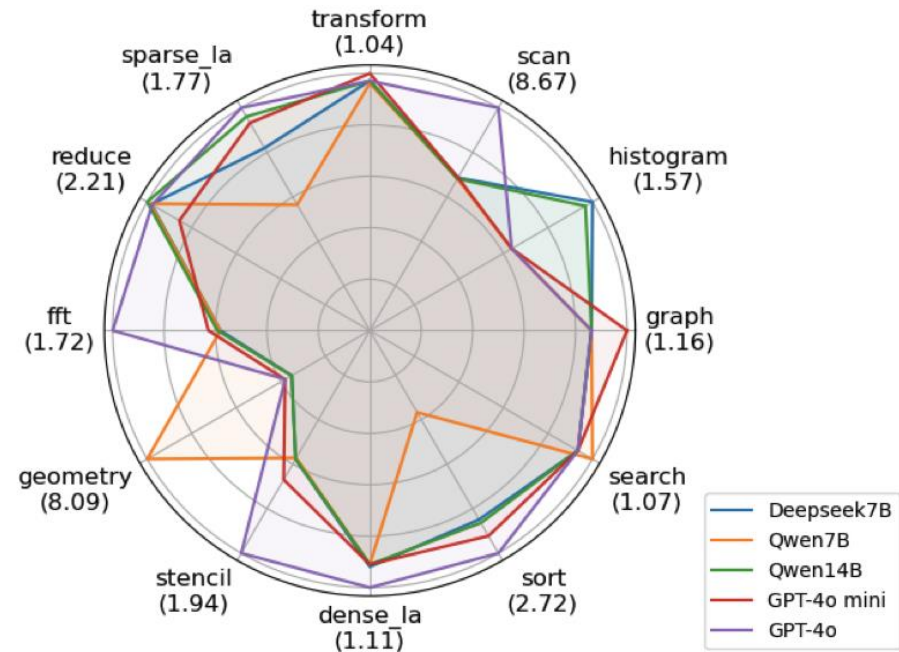 transform
(1.04)
scan
(8.67)
histogram
(1.57)
graph
(1.16)
search
(1.07)
sort
(2.72)
dense_la
(1.11)
stencil
(1.94)
geometry
(8.09)
fft
(1.72)
reduce
(2.21)
sparse_la
(1.77)
Deepseek7B
Qwen7B
Qwen14B
GPT-4o mini
GPT-4o